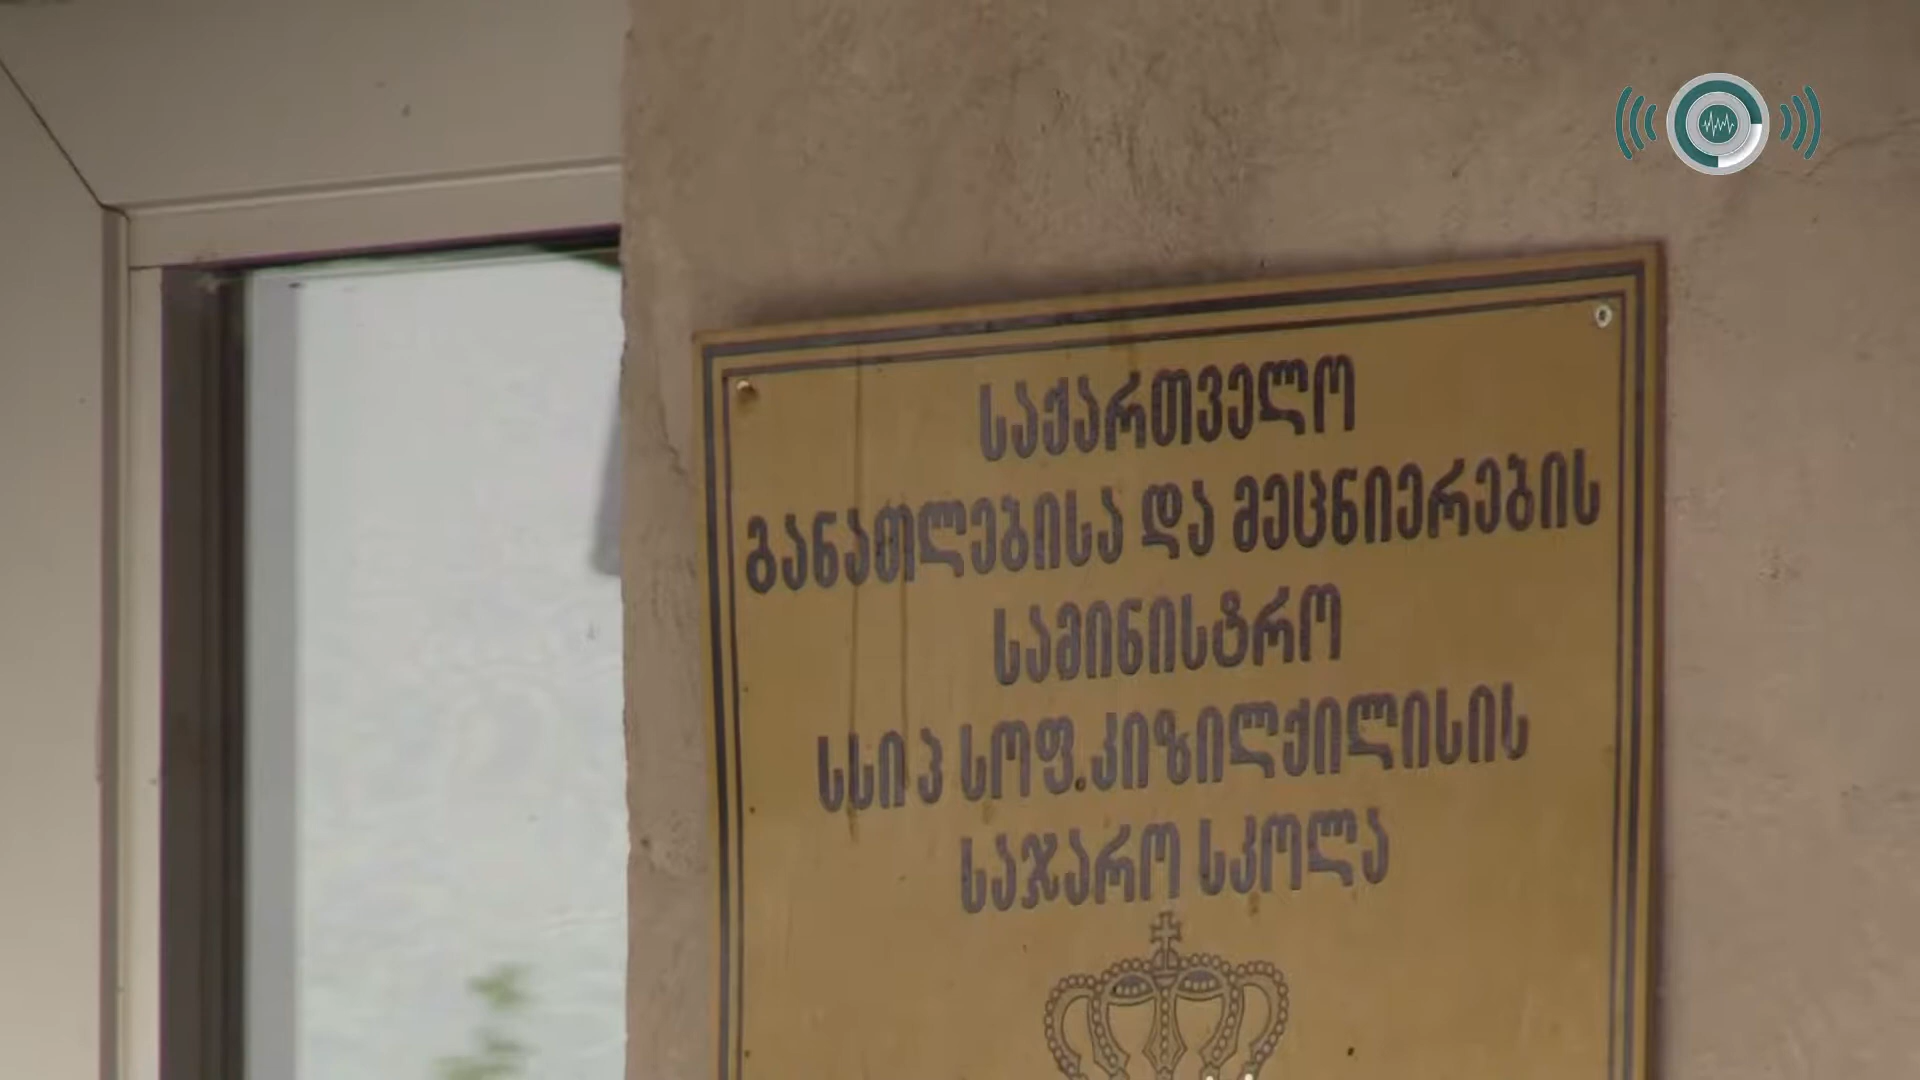 საქართველო
განათლებისა და მეცნიერების
სამინისტრო
სსიპ სოფ.კიზილქილისის
საჯარო სკოლა